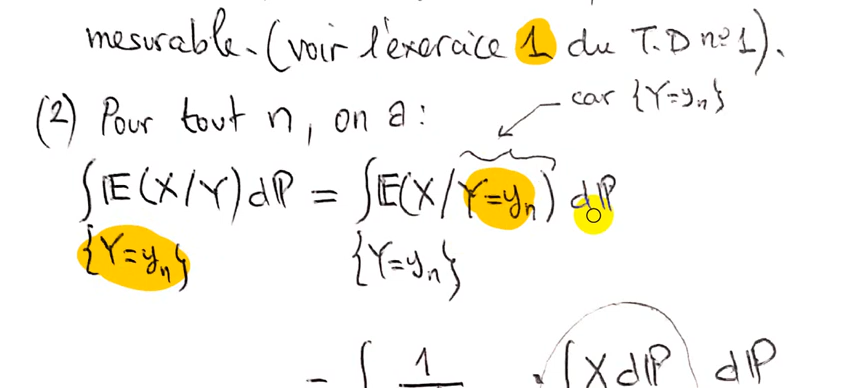 mesurable. (voir l'exercice 1 du T.D n° 1).
car {Y=yₙ}
(2) Pour tout n, on a :
∫E(X/Y)dℙ = ∫E(X/Y=yₙ) dℙ
{Y=yₙ} {Y=yₙ}
= ∫ 1 . ∫XdP dP